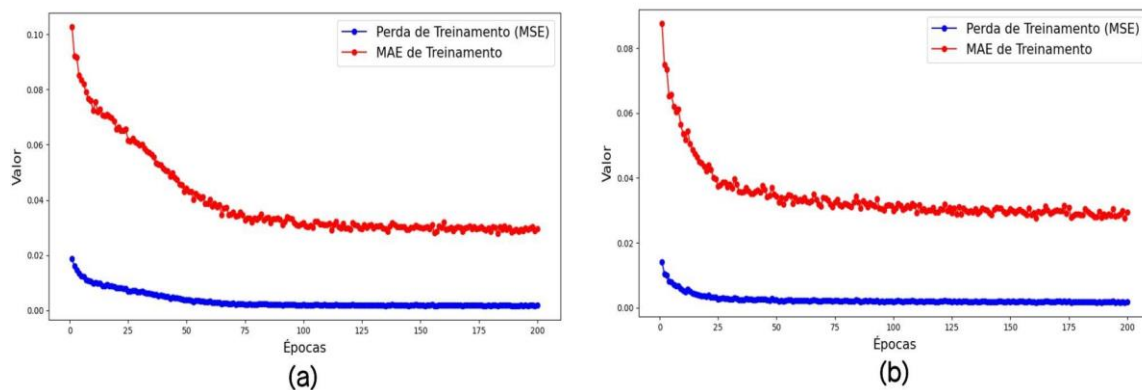 Perda de Treinamento (MSE)
MAE de Treinamento
Valor
0.10
0.08
0.06
0.04
0.02
0.00
0 25 50 75 100 125 150 175 200
Épocas
(a)
Perda de Treinamento (MSE)
MAE de Treinamento
Valor
0.08
0.06
0.04
0.02
0.00
0 25 50 75 100 125 150 175 200
Épocas
(b)